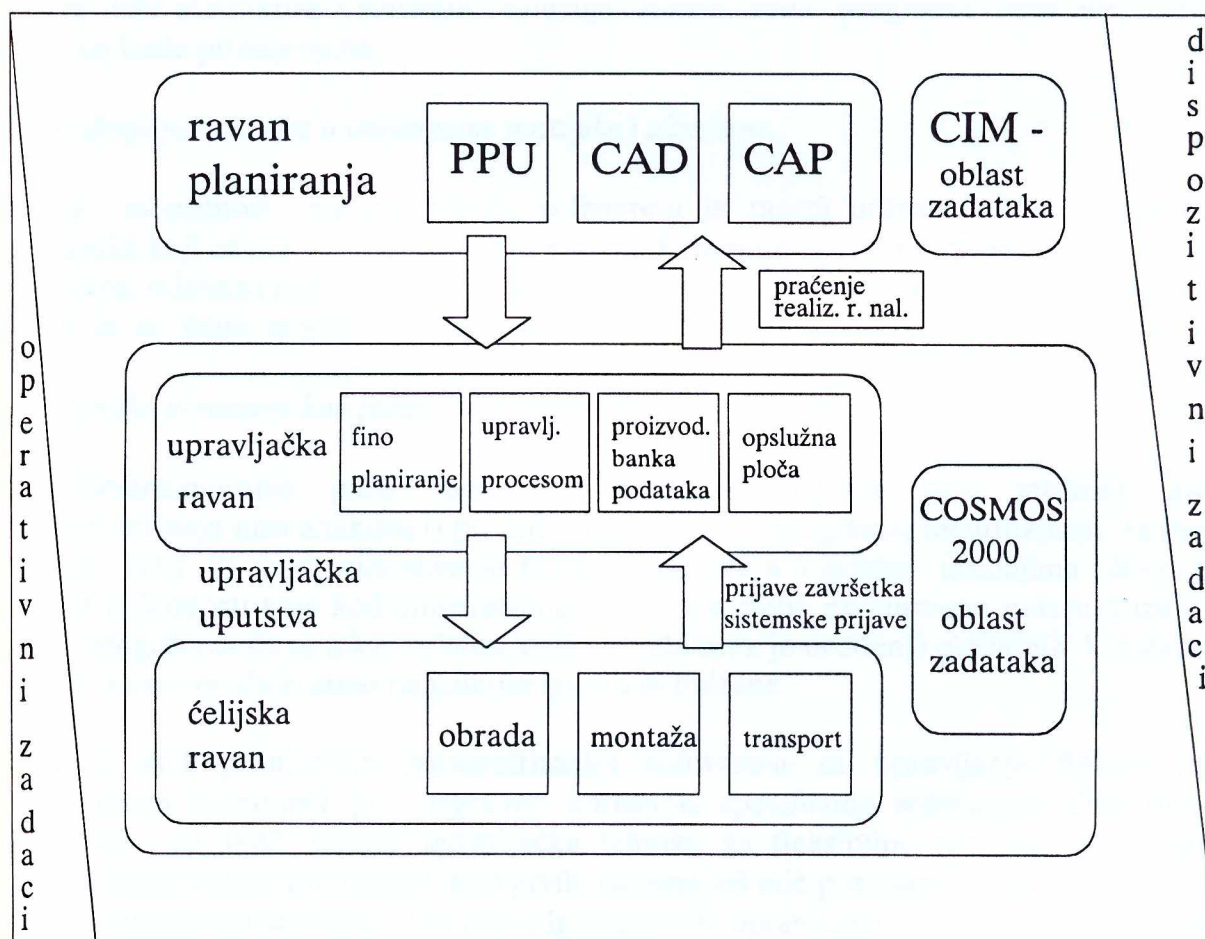 ravan
planiranja
PPU
CAD
CAP
CIM -
oblast
zadataka
praćenje
realiz. r. nal.
upravljačka
ravan
fino
planiranje
upravlj.
procesom
proizvod.
banka
podataka
opslužna
ploča
upravljačka
uputstva
prijave završetka
sistemske prijave
COSMOS
2000
oblast
zadataka
ćelijska
ravan
obrada
montaža
transport
operativni zadaci
dispozitivni zadaci